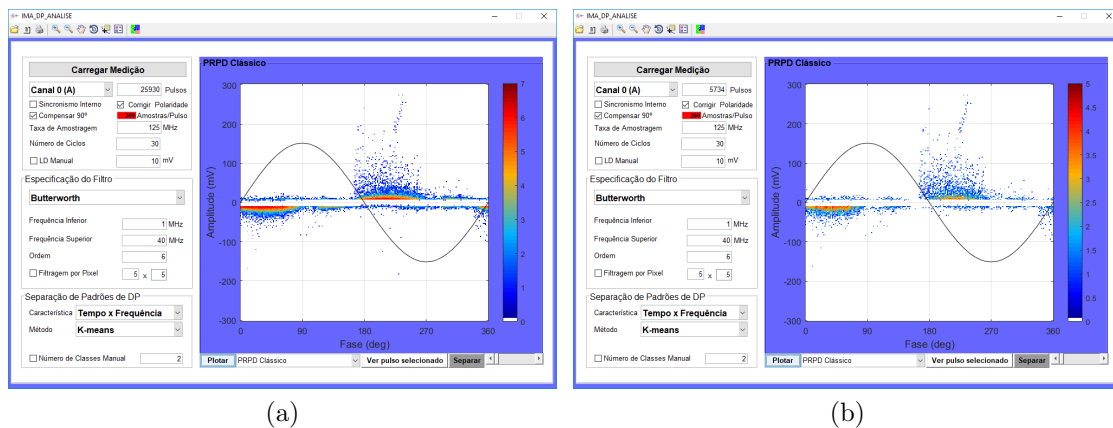 IMA_DP_ANALISE
Carregar Medição
Canal 0 (A) 25930 Pulsos
Sincronismo Interno Corrigir Polaridade
Compensar 90º Amostras/Pulso
Taxa de Amostragem 125 MHz
Número de Ciclos 30
LD Manual 10 mV
Especificação do Filtro
Butterworth
Frequência Inferior 1 MHz
Frequência Superior 40 MHz
Ordem 6
Filtragem por Pixel 5 x 5
Separação de Padrões de DP
Característica Tempo x Frequência
Método K-means
Número de Classes Manual 2
PRPD Clássico
300
200
100
0
-100
-200
-300
Amplitude (mV)
0 90 180 270 360
Fase (deg)
7
6
5
4
3
2
1
0
Plotar PRPD Clássico Ver pulso selecionado Separar
(a)
IMA_DP_ANALISE
Carregar Medição
Canal 0 (A) 5734 Pulsos
Sincronismo Interno Corrigir Polaridade
Compensar 90º Amostras/Pulso
Taxa de Amostragem 125 MHz
Número de Ciclos 30
LD Manual 10 mV
Especificação do Filtro
Butterworth
Frequência Inferior 1 MHz
Frequência Superior 40 MHz
Ordem 6
Filtragem por Pixel 5 x 5
Separação de Padrões de DP
Característica Tempo x Frequência
Método K-means
Número de Classes Manual 2
PRPD Clássico
300
200
100
0
-100
-200
-300
Amplitude (mV)
0 90 180 270 360
Fase (deg)
5
4.5
4
3.5
3
2.5
2
1.5
1
0.5
0
Plotar PRPD Clássico Ver pulso selecionado Separar
(b)